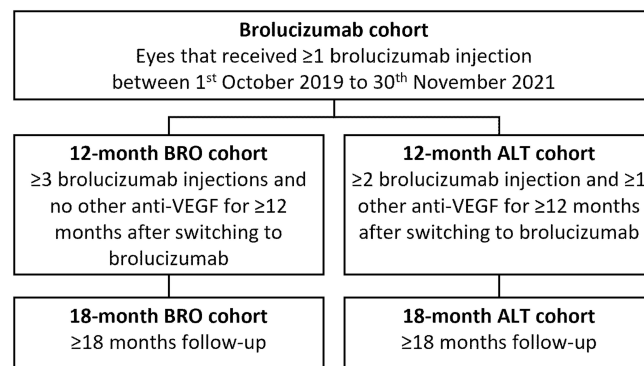 Brolucizumab cohort
Eyes that received ≥1 brolucizumab injection
between 1st October 2019 to 30th November 2021
12-month BRO cohort
≥3 brolucizumab injections and
no other anti-VEGF for ≥12
months after switching to
brolucizumab
12-month ALT cohort
≥2 brolucizumab injection and ≥1
other anti-VEGF for ≥12 months
after switching to brolucizumab
18-month BRO cohort
≥18 months follow-up
18-month ALT cohort
≥18 months follow-up